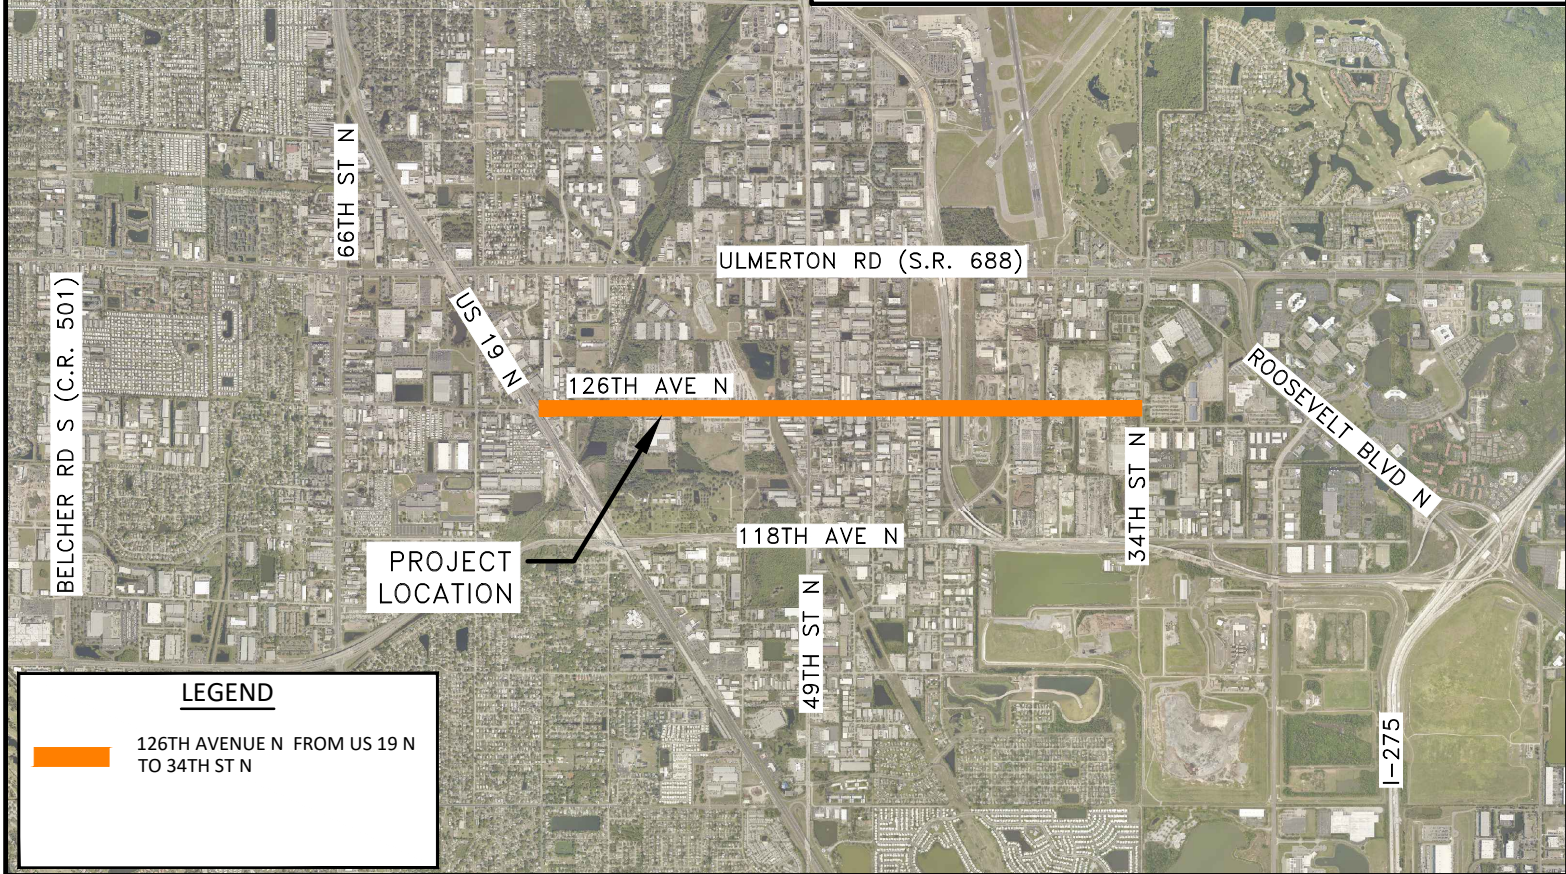 66TH ST N
ULMERTON RD (S.R. 688)
BELCHER RD S (C.R. 501)
US 19 N
126TH AVE N
ROOSEVELT BLVD N
34TH ST N
118TH AVE N
PROJECT
LOCATION
49TH ST N
I-275
LEGEND
126TH AVENUE N FROM US 19 N
TO 34TH ST N